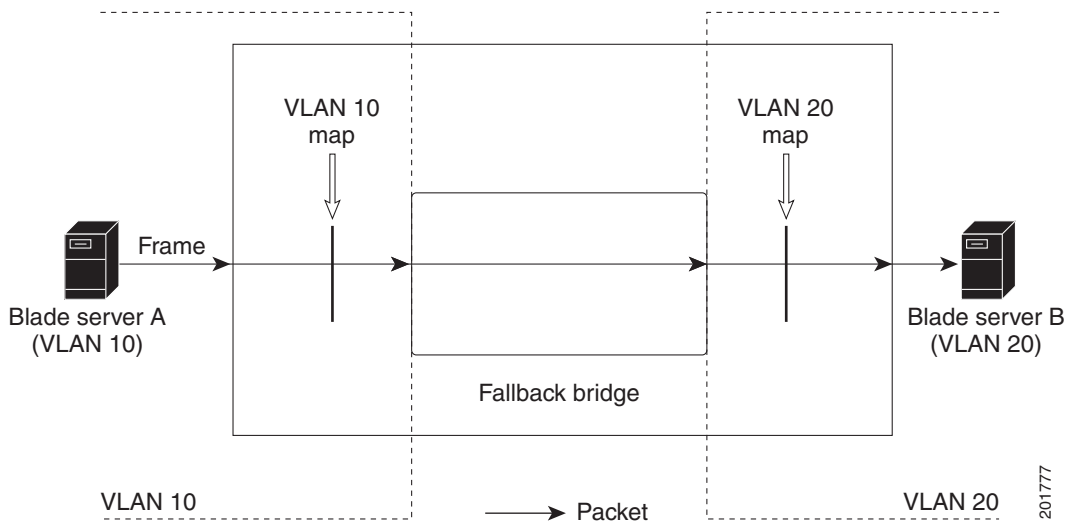 VLAN 10
map
VLAN 20
map
Frame
Blade server A
(VLAN 10)
Blade server B
(VLAN 20)
Fallback bridge
VLAN 10
Packet
VLAN 20
201777